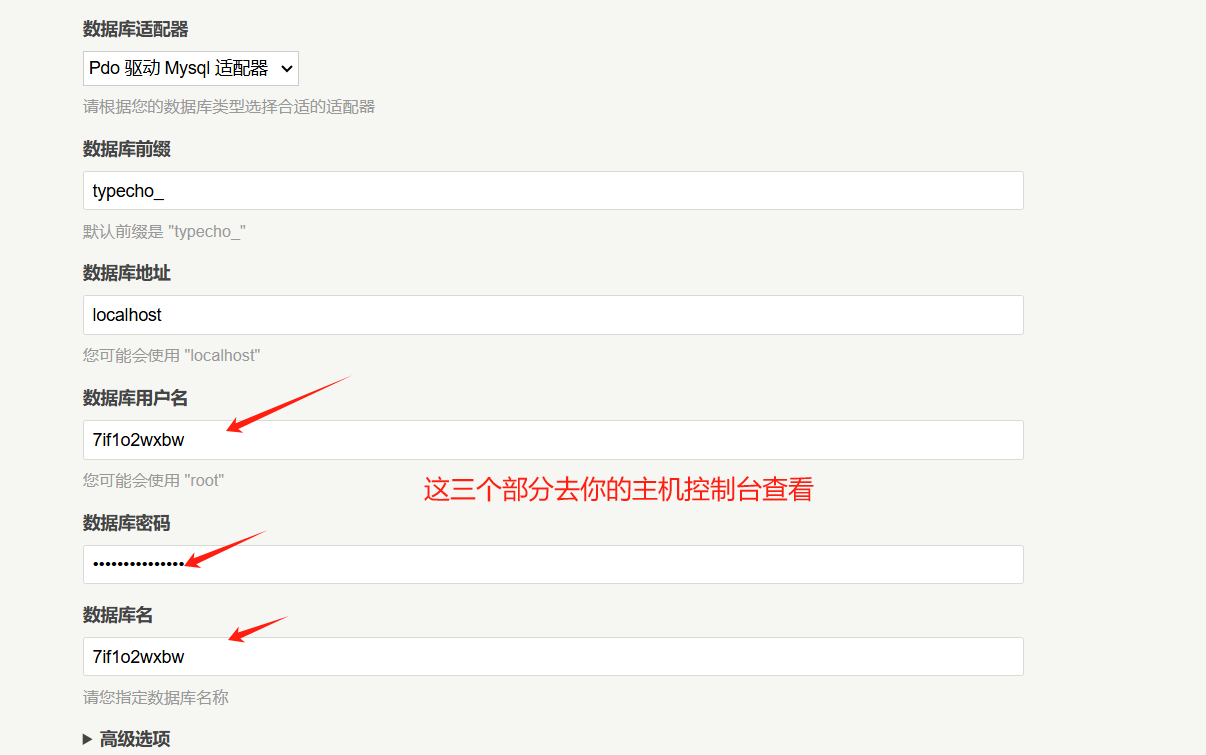 数据库适配器
Pdo 驱动 Mysql 适配器
请根据您的数据库类型选择合适的适配器
数据库前缀
typecho_
默认前缀是 "typecho_"
数据库地址
localhost
您可能会使用 "localhost"
数据库用户名
7if1o2wxbw
您可能会使用 "root"
这三个部分去你的主机控制台查看
数据库密码
•••••••••••••••
数据库名
7if1o2wxbw
请您指定数据库名称
高级选项